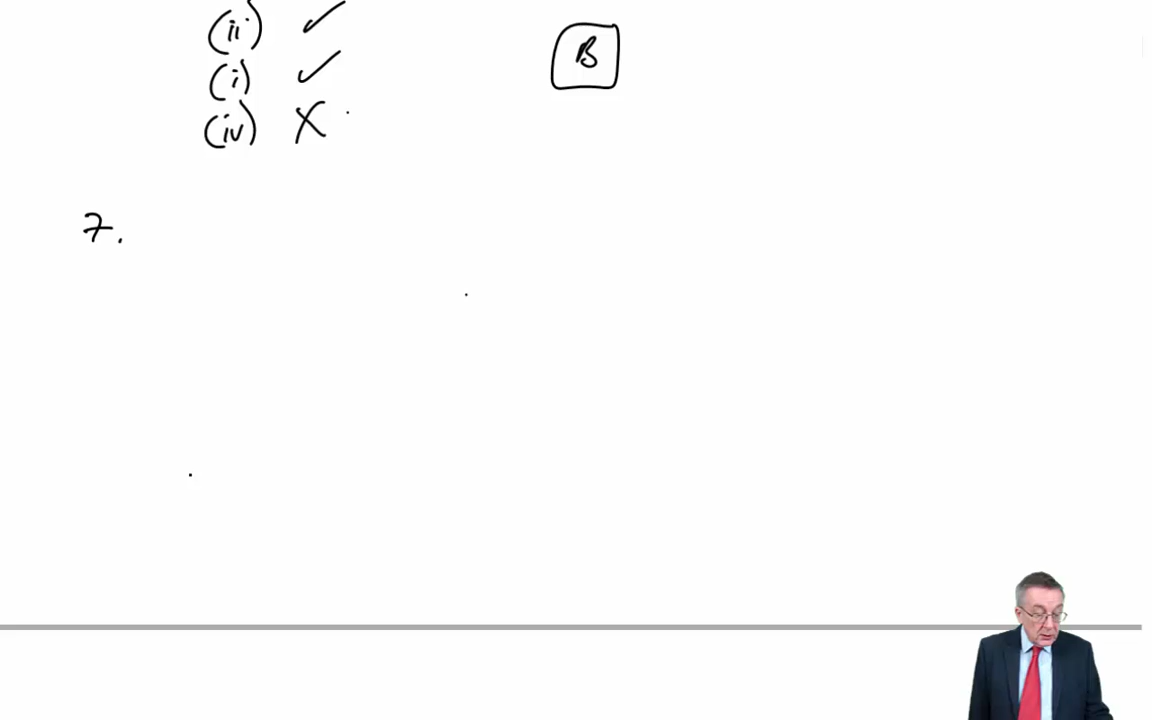 (ii) ✓
B
(i) ✓
(iv) X
7.